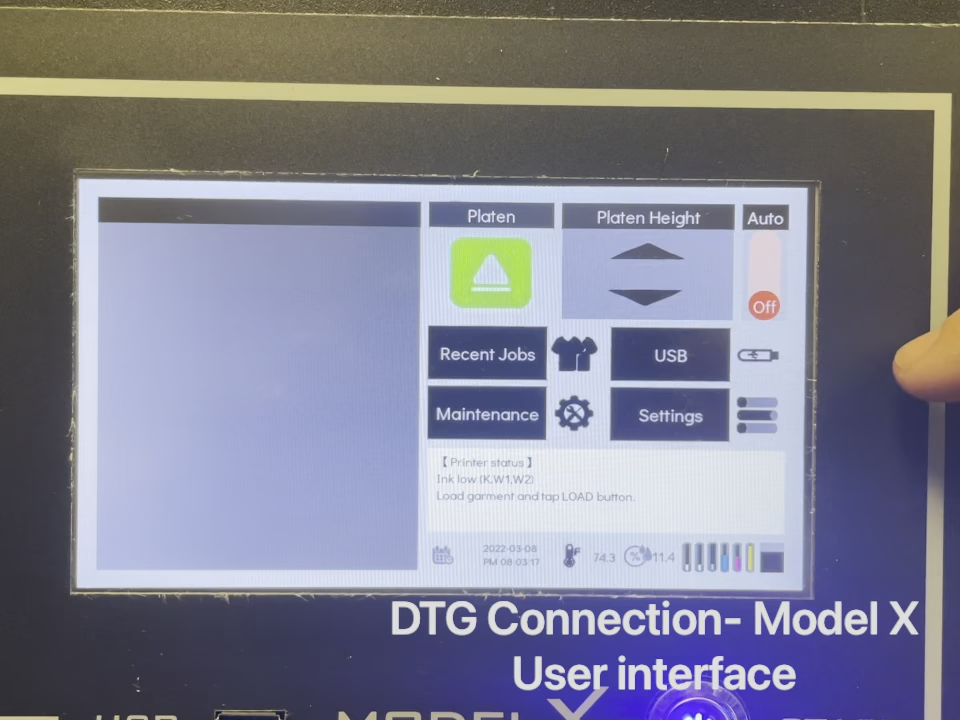 Platen
Platen Height
Auto
Off
Recent Jobs
USB
Maintenance
Settings
【 Printer status 】
Ink low (K,W1,W2)
Load garment and tap LOAD button.
2022-03-08
PM 08 03:17
°F
74.3
%
11.4
DTG Connection- Model X
User interface
USB
MODEL X